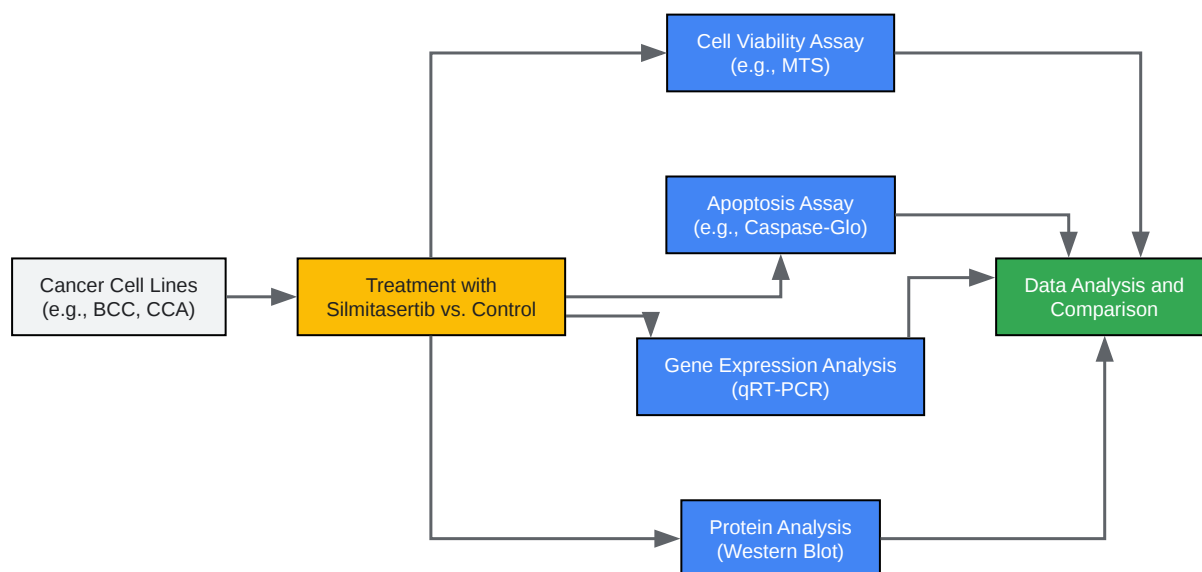 Cell Viability Assay
(e.g., MTS)
Apoptosis Assay
(e.g., Caspase-Glo)
Cancer Cell Lines
(e.g., BCC, CCA)
Treatment with
Silmitasertib vs. Control
Data Analysis and
Comparison
Gene Expression Analysis
(qRT-PCR)
Protein Analysis
(Western Blot)